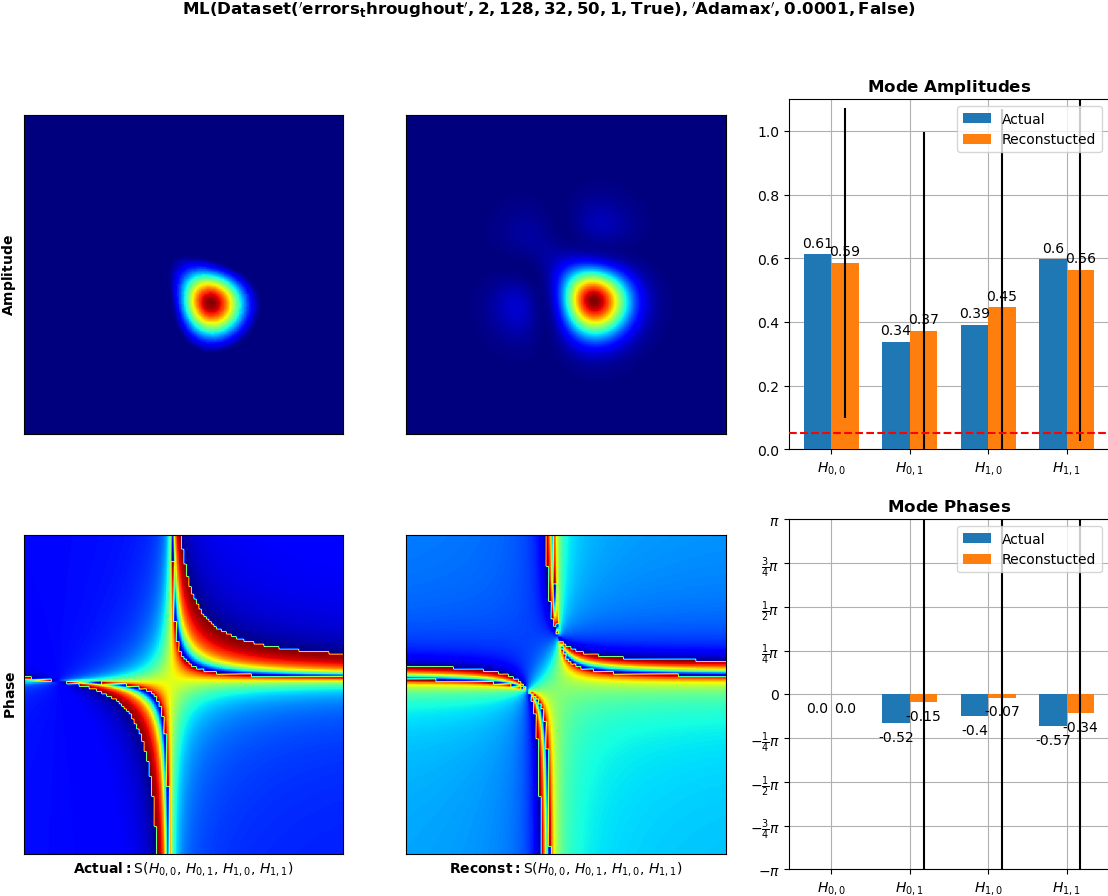 ML(Dataset('errors_throughout', 2, 128, 32, 50, 1, True), 'Adamax', 0.0001, False)
Mode Amplitudes
Amplitude
1.0
0.8
0.6
0.4
0.2
0.0
Actual
Reconstucted
0.61
0.59
0.34
0.37
0.39
0.45
0.6
0.56
H0,0
H0,1
H1,0
H1,1
Mode Phases
Phase
π
3/4π
1/2π
1/4π
0
−1/4π
−1/2π
−3/4π
−π
Actual
Reconstucted
0.0
0.0
-0.52
-0.15
-0.4
-0.07
-0.57
-0.34
H0,0
H0,1
H1,0
H1,1
Actual: S(H0,0, H0,1, H1,0, H1,1)
Reconst: S(H0,0, H0,1, H1,0, H1,1)